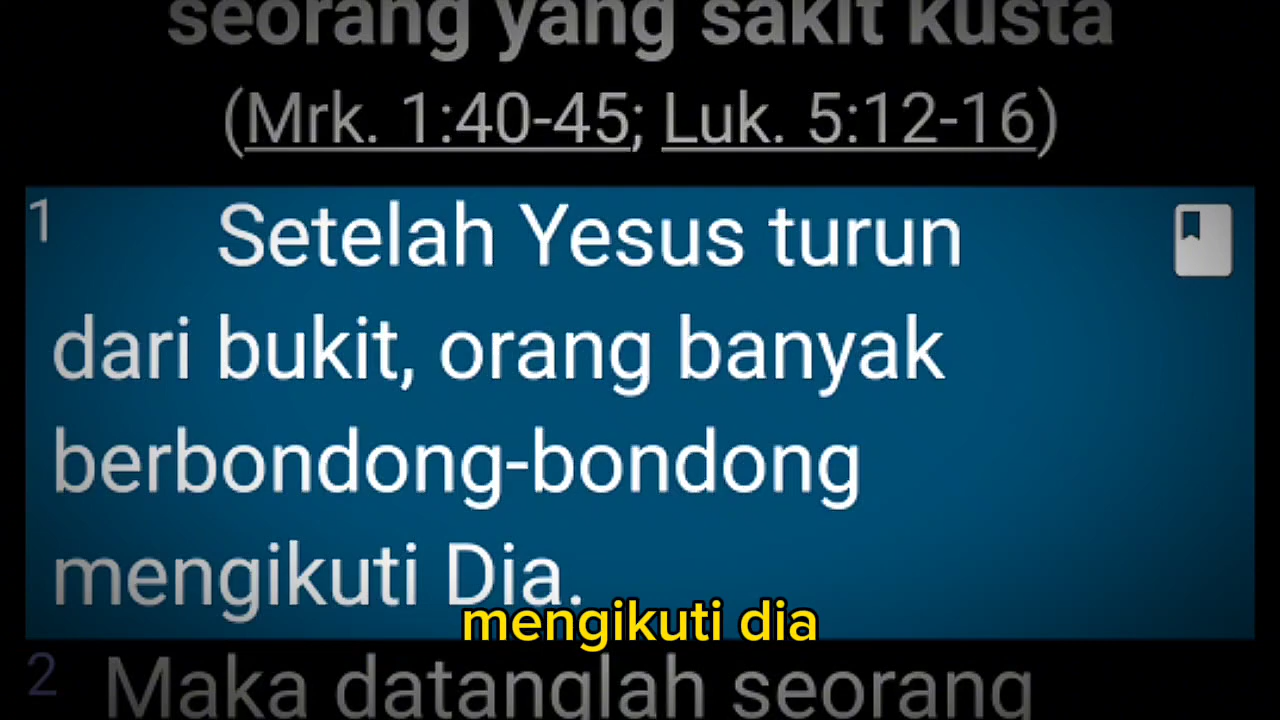 seorang yang sakit kusta
(Mrk. 1:40-45; Luk. 5:12-16)
1 Setelah Yesus turun
dari bukit, orang banyak
berbondong-bondong
mengikuti Dia.
mengikuti dia
2 Maka datanglah seorang